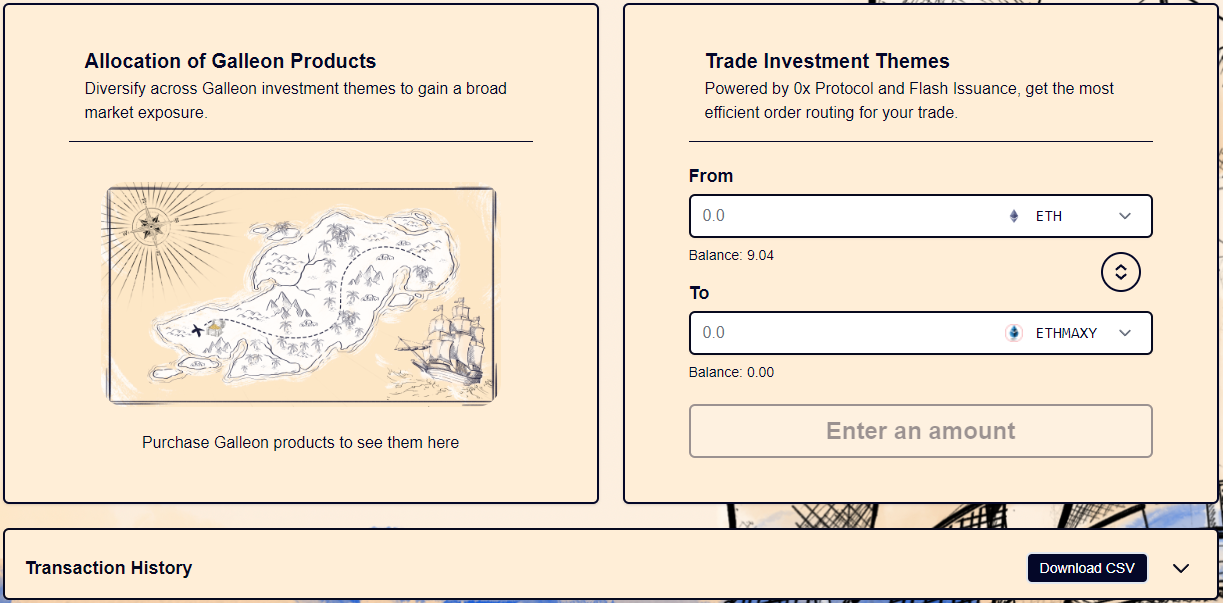 Allocation of Galleon Products
Diversify across Galleon investment themes to gain a broad
market exposure.
Purchase Galleon products to see them here
Trade Investment Themes
Powered by 0x Protocol and Flash Issuance, get the most
efficient order routing for your trade.
From
0.0 ETH
Balance: 9.04
To
0.0 ETHMAXY
Balance: 0.00
Enter an amount
Transaction History
Download CSV